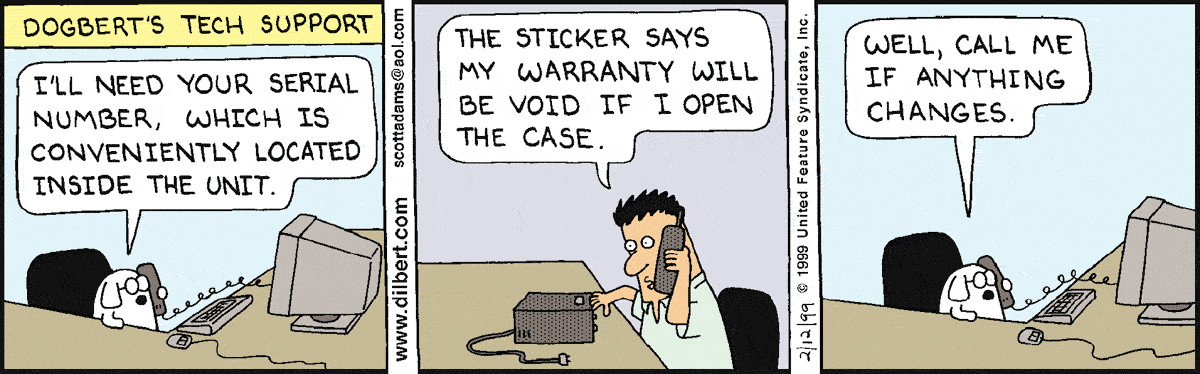 DOGBERT'S TECH SUPPORT
I'LL NEED YOUR SERIAL
NUMBER, WHICH IS
CONVENIENTLY LOCATED
INSIDE THE UNIT.
www.dilbert.com scottadams@aol.com
THE STICKER SAYS
MY WARRANTY WILL
BE VOID IF I OPEN
THE CASE.
2/12/99 © 1999 United Feature Syndicate, Inc.
WELL, CALL ME
IF ANYTHING
CHANGES.